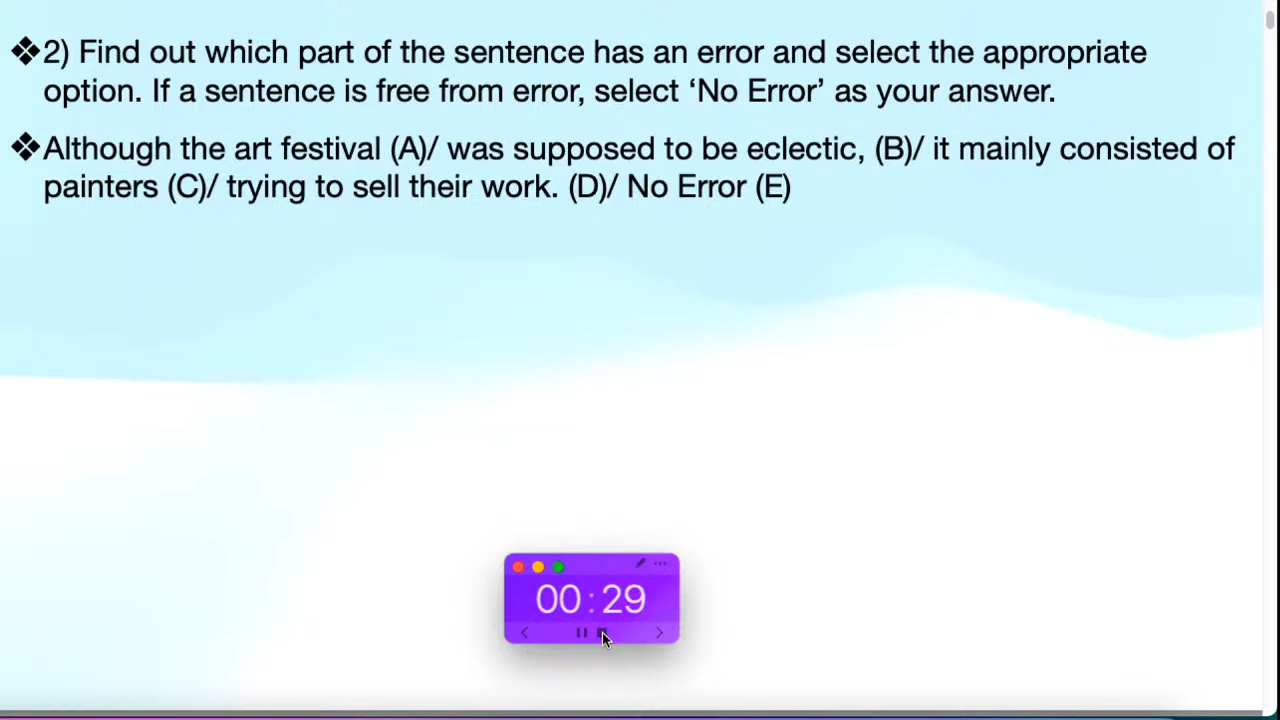 ❖2) Find out which part of the sentence has an error and select the appropriate
option. If a sentence is free from error, select ‘No Error’ as your answer.
❖Although the art festival (A)/ was supposed to be eclectic, (B)/ it mainly consisted of
painters (C)/ trying to sell their work. (D)/ No Error (E)
00:29